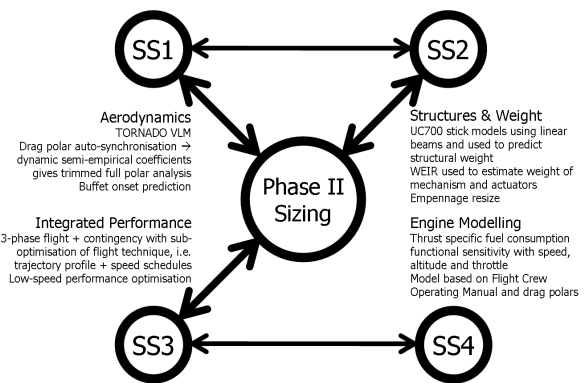 SS1
SS2
Aerodynamics
TORNADO VLM
Drag polar auto-synchronisation →
dynamic semi-empirical coefficients
gives trimmed full polar analysis
Buffet onset prediction
Structures & Weight
UC700 stick models using linear
beams and used to predict
structural weight
WEIR used to estimate weight of
mechanism and actuators
Empennage resize
Phase II
Sizing
Integrated Performance
3-phase flight + contingency with sub-
optimisation of flight technique, i.e.
trajectory profile + speed schedules
Low-speed performance optimisation
Engine Modelling
Thrust specific fuel consumption
functional sensitivity with speed,
altitude and throttle
Model based on Flight Crew
Operating Manual and drag polars
SS3
SS4